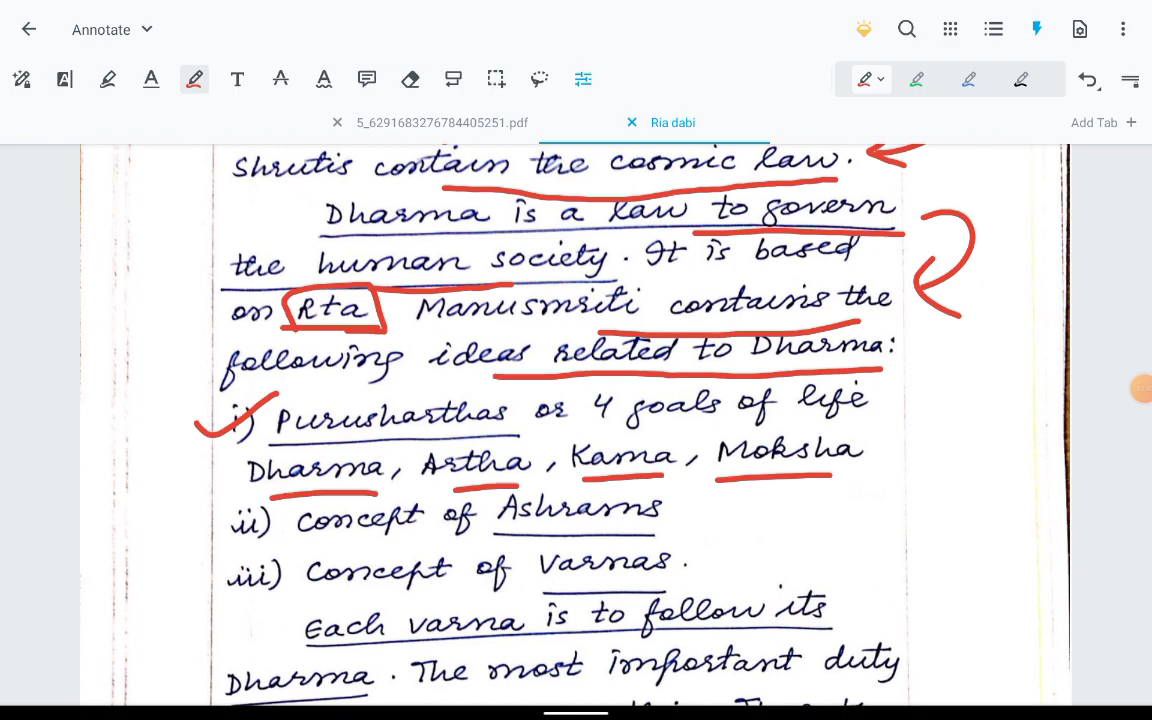 Annotate
T
5_6291683276784405251.pdf
Ria dabi
Add Tab +
Shrutis contain the cosmic law.
Dharma is a law to govern
the human society. It is based
on Rta Manusmriti contains the
following ideas related to Dharma:
i) Purusharthas or 4 goals of life
Dharma, Artha, Kama, Moksha
ii) Concept of Ashrams
iii) Concept of Varnas.
Each varna is to follow its
Dharma. The most important duty